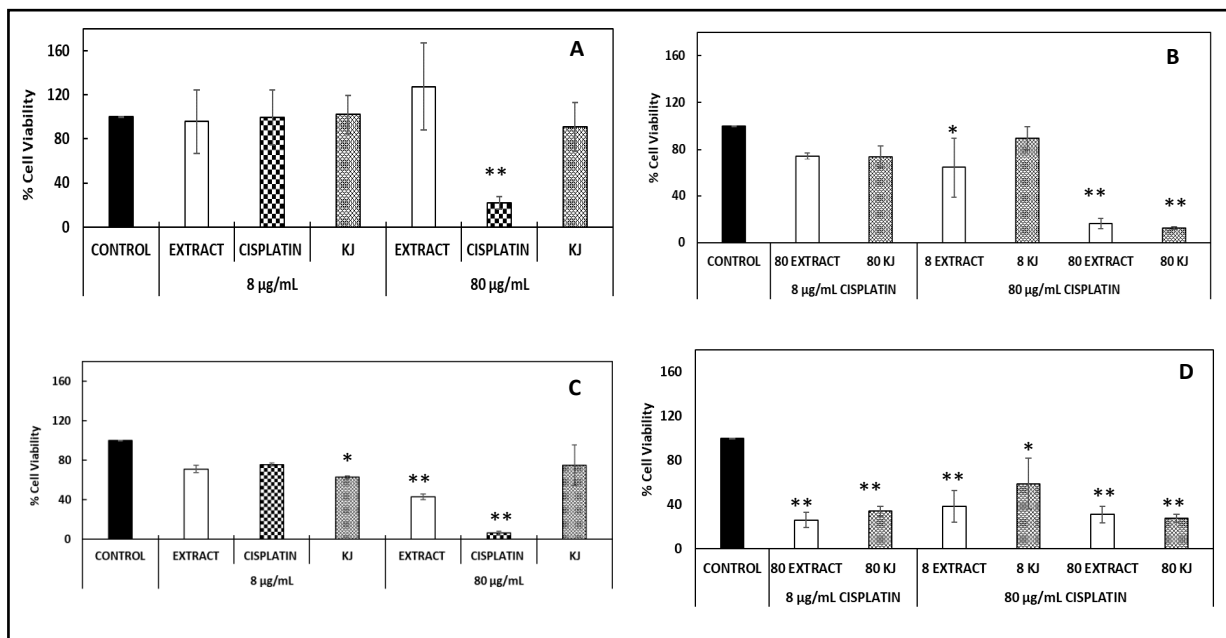 A
% Cell Viability
160
120
80
40
0
**
CONTROL EXTRACT CISPLATIN KJ EXTRACT CISPLATIN KJ
8 µg/mL 80 µg/mL
B
% Cell Viability
160
120
80
40
0
* ** **
CONTROL 80 EXTRACT 80 KJ 8 EXTRACT 8 KJ 80 EXTRACT 80 KJ
8 µg/mL CISPLATIN 80 µg/mL CISPLATIN
C
% Cell Viability
160
120
80
40
0
* ** **
CONTROL EXTRACT CISPLATIN KJ EXTRACT CISPLATIN KJ
8 µg/mL 80 µg/mL
D
% Cell Viability
160
120
80
40
0
** ** ** * ** **
CONTROL 80 EXTRACT 80 KJ 8 EXTRACT 8 KJ 80 EXTRACT 80 KJ
8 µg/mL CISPLATIN 80 µg/mL CISPLATIN